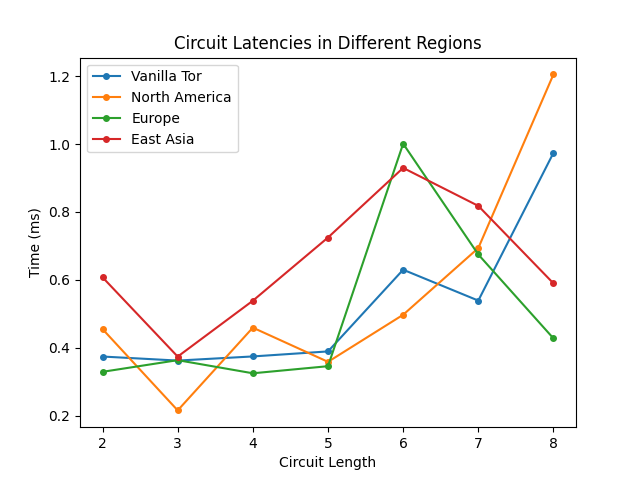 Circuit Latencies in Different Regions
Vanilla Tor
North America
Europe
East Asia
1.2
1.0
0.8
0.6
0.4
0.2
Time (ms)
2 3 4 5 6 7 8
Circuit Length